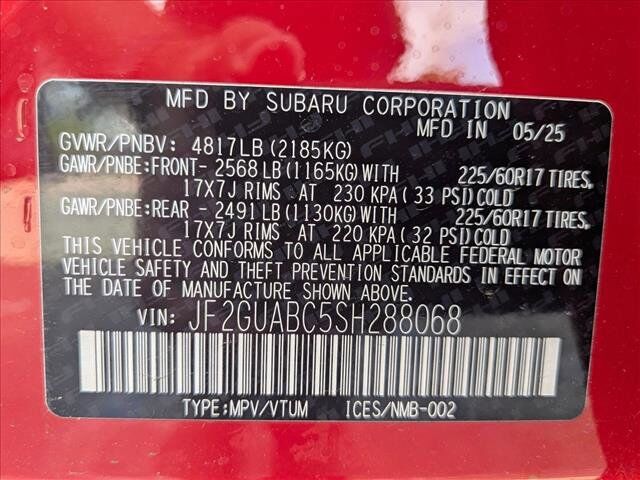 MFD BY SUBARU CORPORATION
MFD IN 05/25
GVWR/PNBV: 4817LB (2185KG)
GAWR/PNBE:FRONT- 2568 LB (1165KG) WITH 225/60R17 TIRES,
17X7J RIMS AT 230 KPA (33 PSI) COLD
GAWR/PNBE:REAR - 2491 LB (1130KG) WITH 225/60R17 TIRES,
17X7J RIMS AT 220 KPA (32 PSI) COLD
THIS VEHICLE CONFORMS TO ALL APPLICABLE FEDERAL MOTOR
VEHICLE SAFETY AND THEFT PREVENTION STANDARDS IN EFFECT ON
THE DATE OF MANUFACTURE SHOWN ABOVE.
VIN: JF2GUABC5SH288068
TYPE:MPV/VTUM ICES/NMB-002